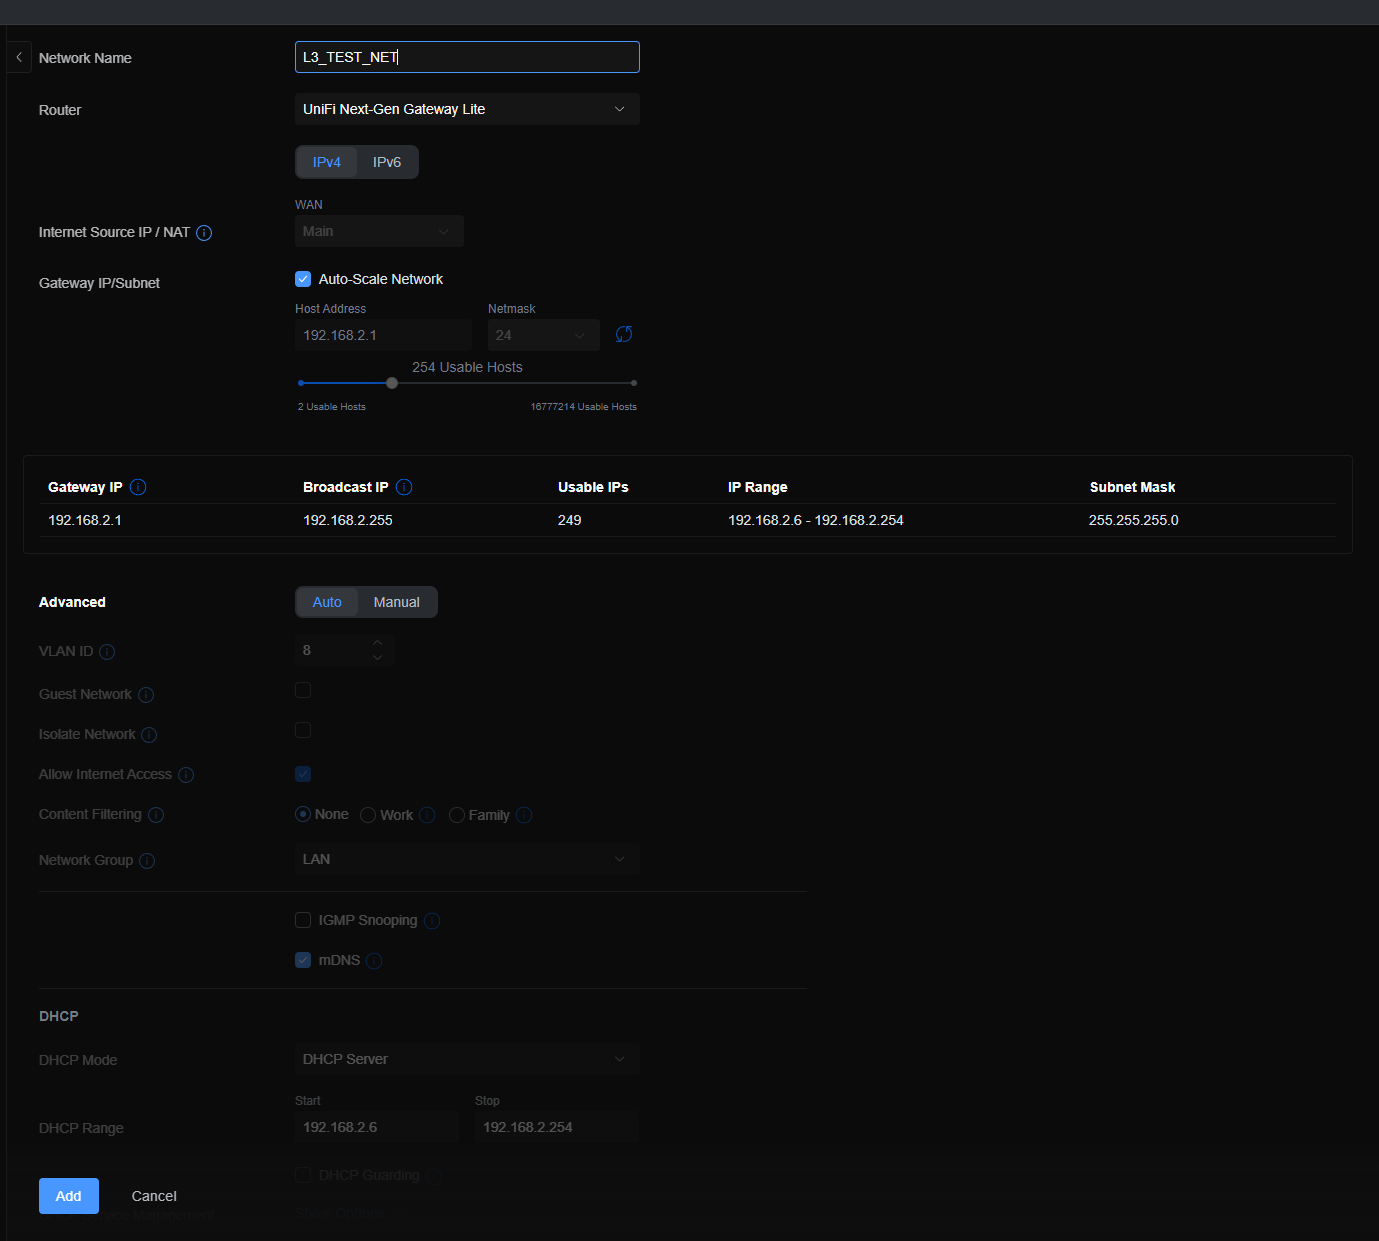 Network Name
L3_TEST_NET
Router
UniFi Next-Gen Gateway Lite
IPv4 IPv6
WAN
Internet Source IP / NAT
Main
Gateway IP/Subnet
Auto-Scale Network
Host Address Netmask
192.168.2.1 24
254 Usable Hosts
2 Usable Hosts 16777214 Usable Hosts
Gateway IP Broadcast IP Usable IPs IP Range Subnet Mask
192.168.2.1 192.168.2.255 249 192.168.2.6 - 192.168.2.254 255.255.255.0
Advanced Auto Manual
VLAN ID 8
Guest Network
Isolate Network
Allow Internet Access
Content Filtering None Work Family
Network Group LAN
IGMP Snooping
mDNS
DHCP
DHCP Mode DHCP Server
Start Stop
DHCP Range 192.168.2.6 192.168.2.254
DHCP Guarding
Add Cancel